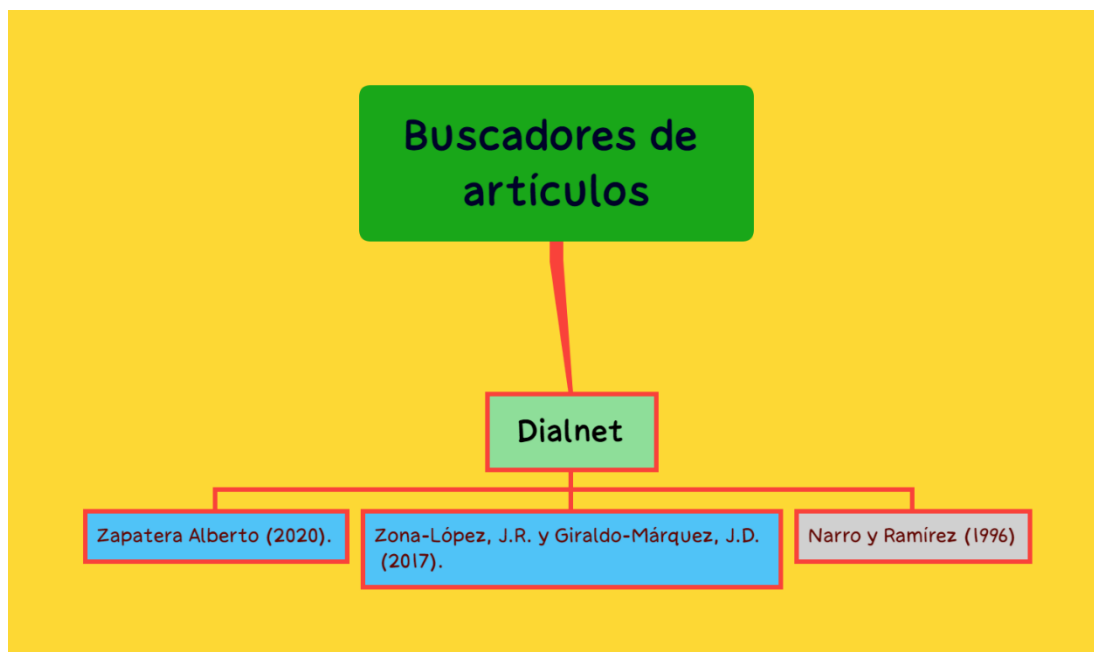 Buscadores de
artículos
Dialnet
Zapatera Alberto (2020).
Zona-López, J.R. y Giraldo-Márquez, J.D.
(2017).
Narro y Ramírez (1996)